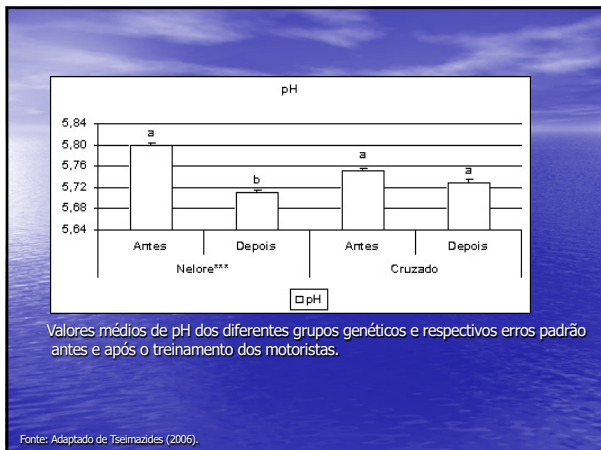 pH
5,84
5,80
5,76
5,72
5,68
5,64
a
b
a
a
Antes Depois Antes Depois
Nelore*** Cruzado
pH
Valores médios de pH dos diferentes grupos genéticos e respectivos erros padrão
antes e após o treinamento dos motoristas.
Fonte: Adaptado de Tseimazides (2006).